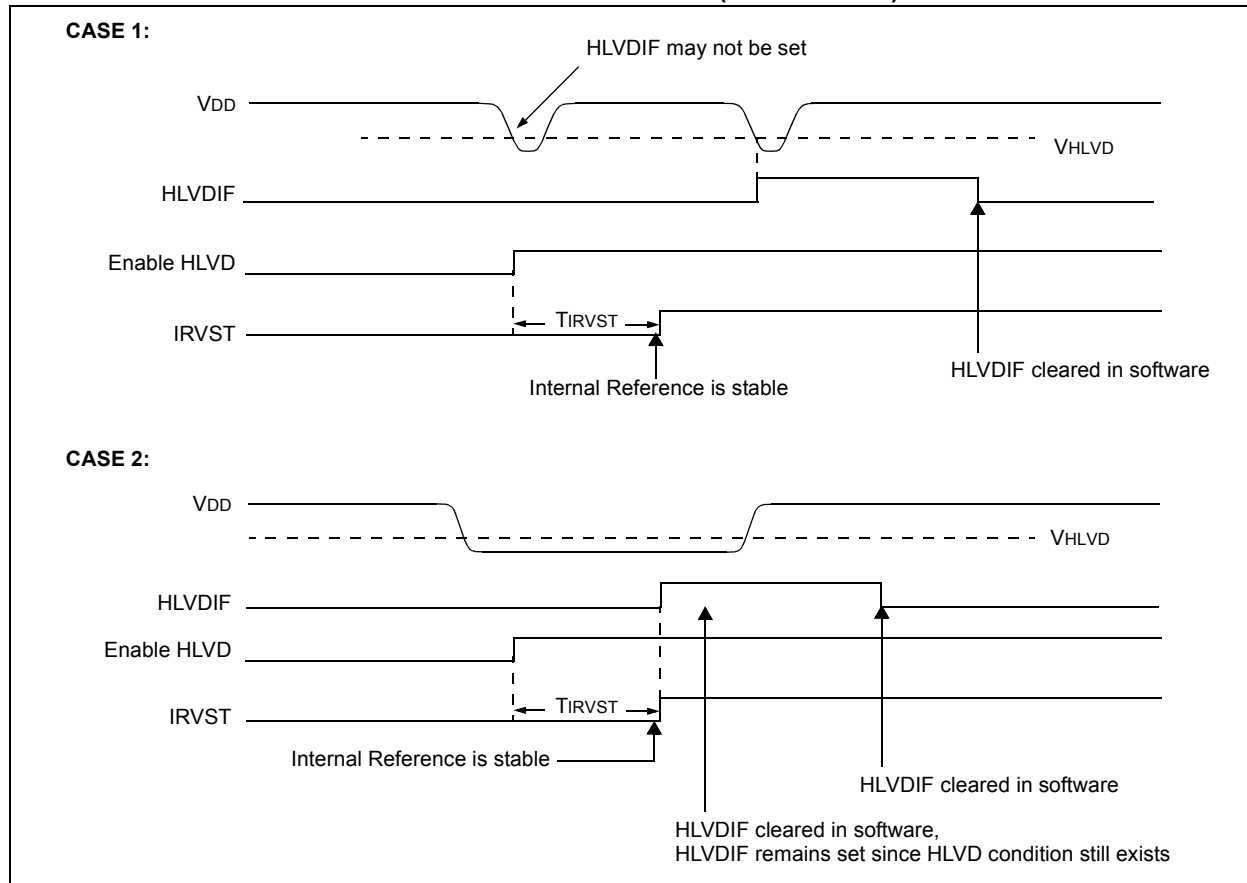 CASE 1:
HLVDIF may not be set
VDD
VHLVD
HLVDIF
Enable HLVD
TIRVST
IRVST
HLVDIF cleared in software
Internal Reference is stable
CASE 2:
VDD
VHLVD
HLVDIF
Enable HLVD
TIRVST
IRVST
Internal Reference is stable
HLVDIF cleared in software
HLVDIF cleared in software,
HLVDIF remains set since HLVD condition still exists